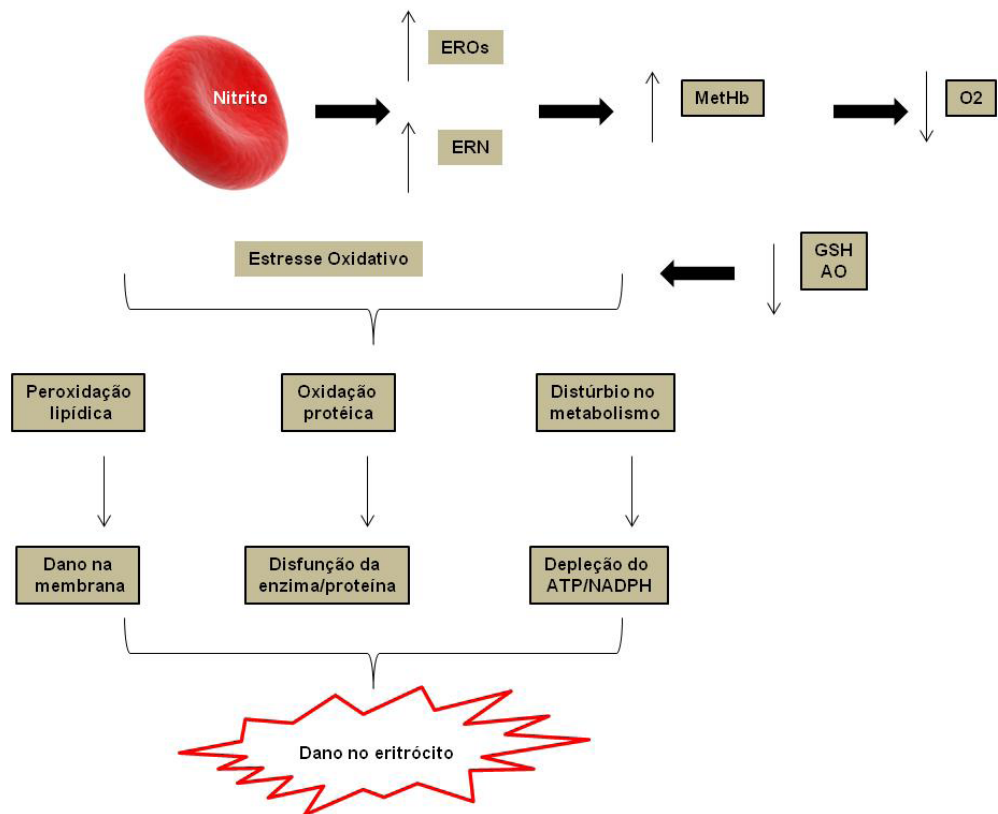 Nitrito
EROs
ERN
MetHb
O2
GSH
AO
Estresse Oxidativo
Peroxidação
lipídica
Oxidação
protéica
Distúrbio no
metabolismo
Dano na
membrana
Disfunção da
enzima/proteína
Depleção do
ATP/NADPH
Dano no eritrócito